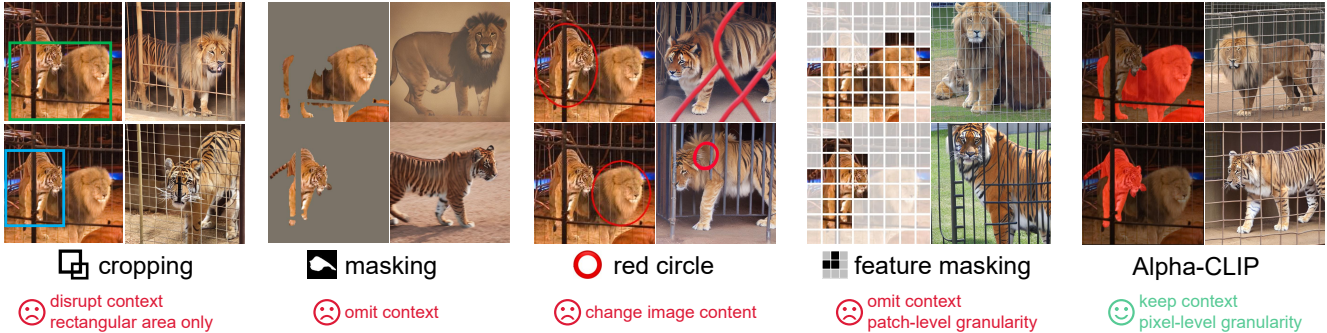 cropping
disrupt context
rectangular area only
masking
omit context
red circle
change image content
feature masking
omit context
patch-level granularity
Alpha-CLIP
keep context
pixel-level granularity